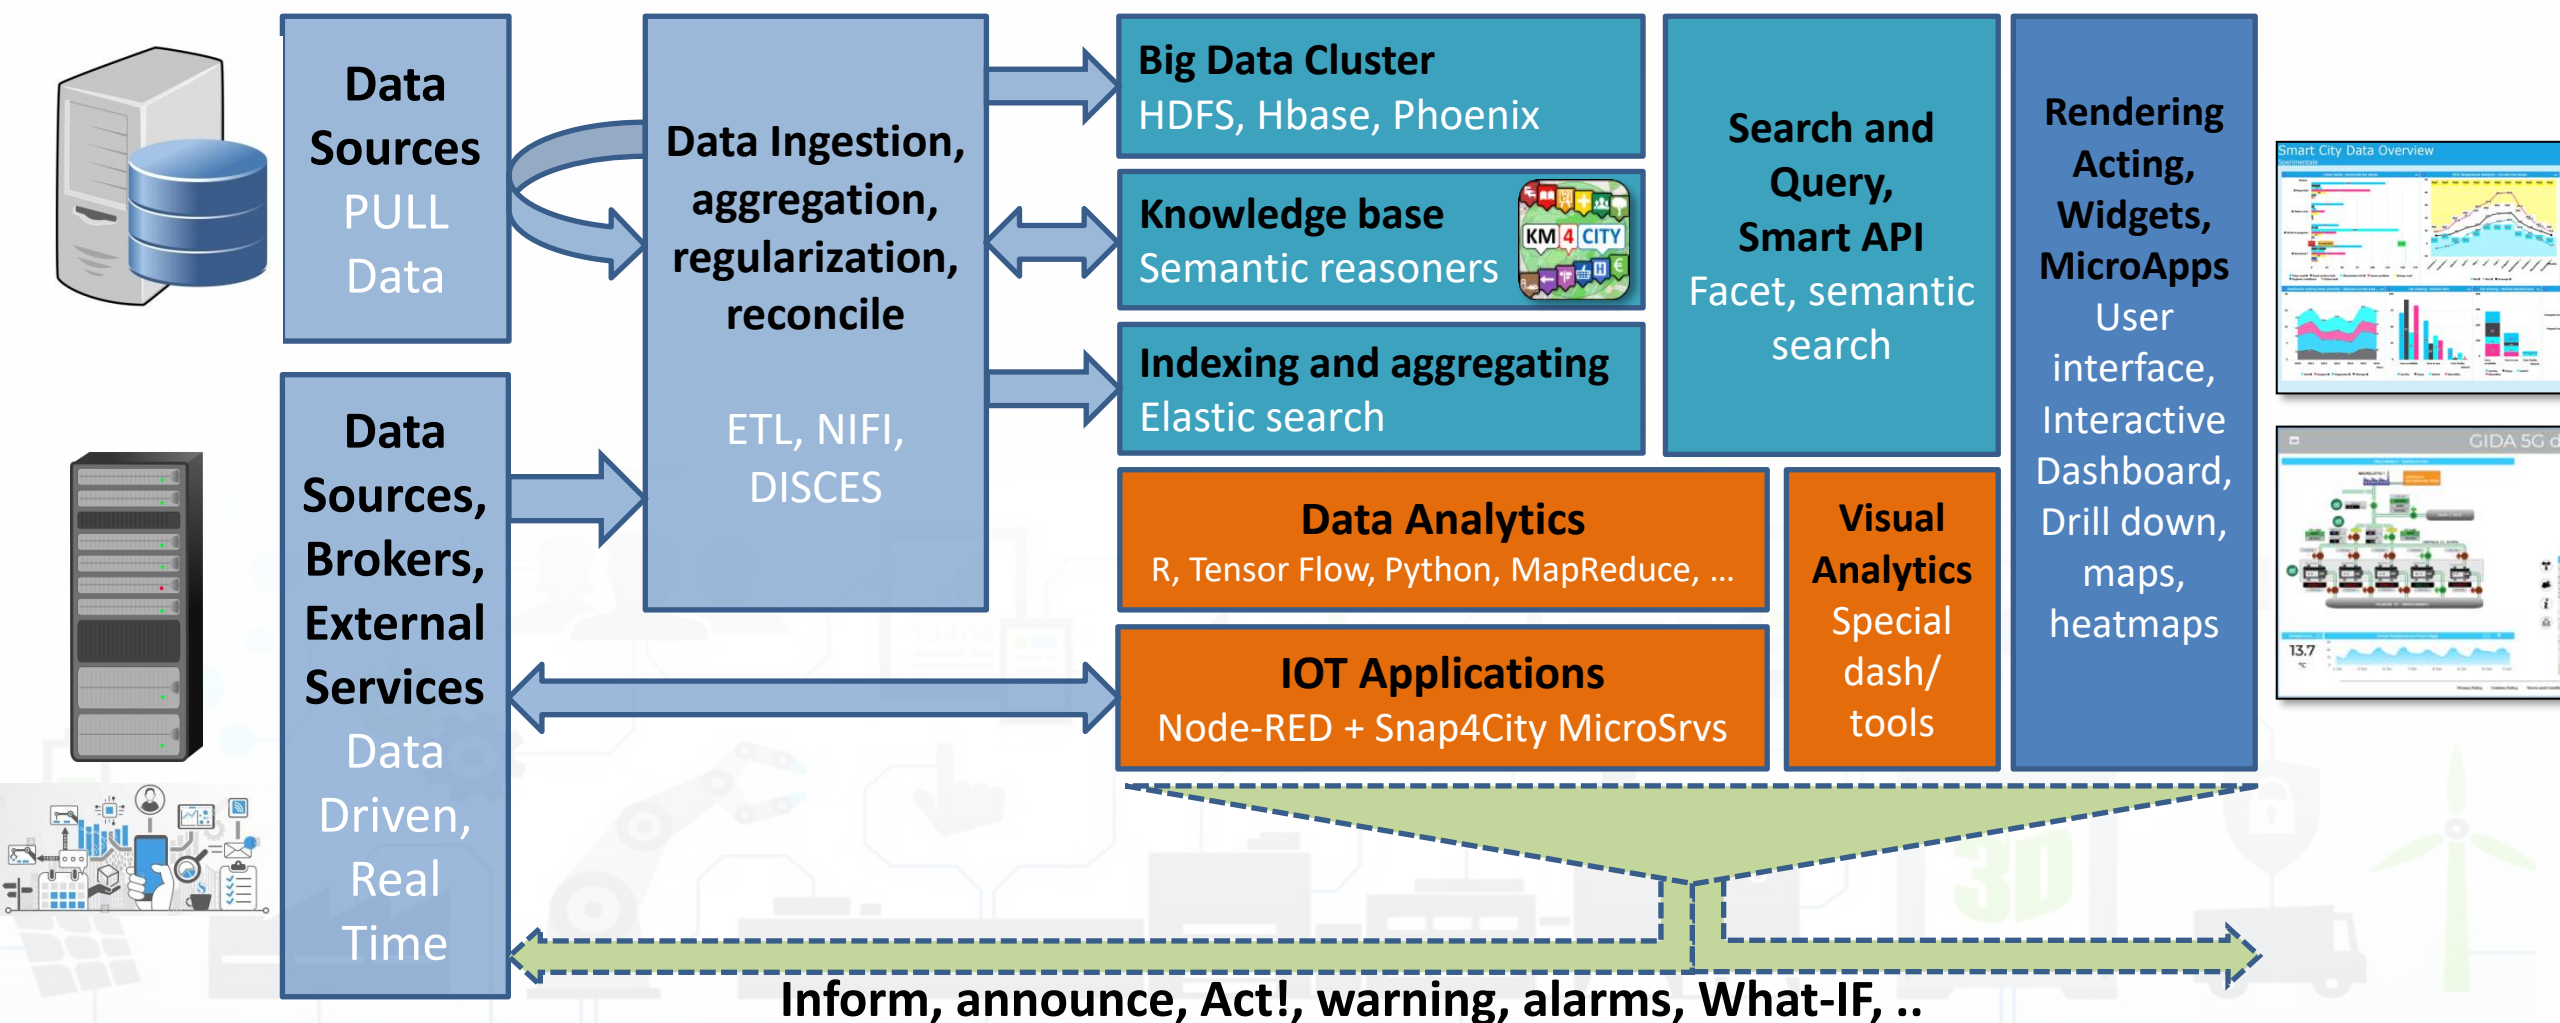 Data
Sources
PULL
Data
Data
Sources,
Brokers,
External
Services
Data
Driven,
Real
Time
Data Ingestion,
aggregation,
regularization,
reconcile
ETL, NIFI,
DISCES
Big Data Cluster
HDFS, Hbase, Phoenix
Knowledge base
Semantic reasoners
KM 4 CITY
Indexing and aggregating
Elastic search
Search and
Query,
Smart API
Facet, semantic
search
Data Analytics
R, Tensor Flow, Python, MapReduce, ...
IOT Applications
Node-RED + Snap4City MicroSrvs
Visual
Analytics
Special
dash/
tools
Rendering
Acting,
Widgets,
MicroApps
User
interface,
Interactive
Dashboard,
Drill down,
maps,
heatmaps
Smart City Data Overview
GIDA 5G d
13.7
°C
3D
Inform, announce, Act!, warning, alarms, What-IF, ..